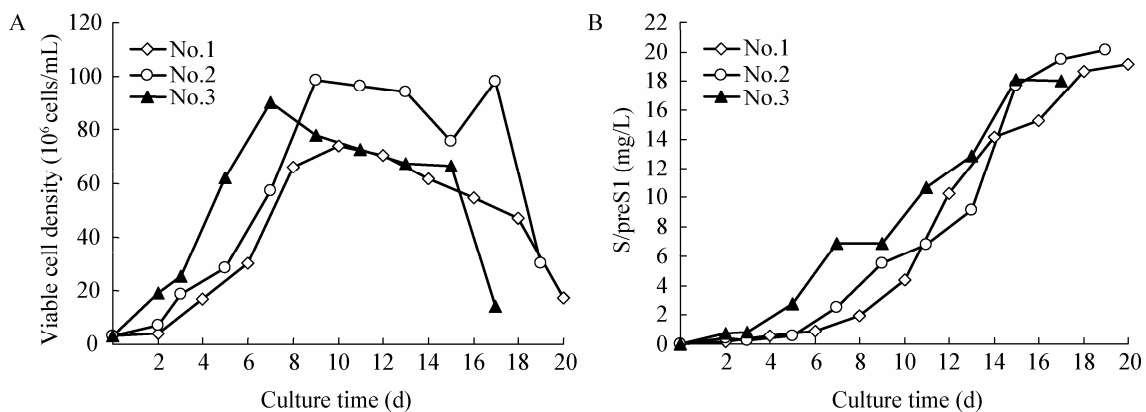 A
Viable cell density (10⁶ cells/mL)
120
100
80
60
40
20
0
No.1
No.2
No.3
2 4 6 8 10 12 14 16 18 20
Culture time (d)
B
S/preS1 (mg/L)
22
20
18
16
14
12
10
8
6
4
2
0
No.1
No.2
No.3
2 4 6 8 10 12 14 16 18 20
Culture time (d)